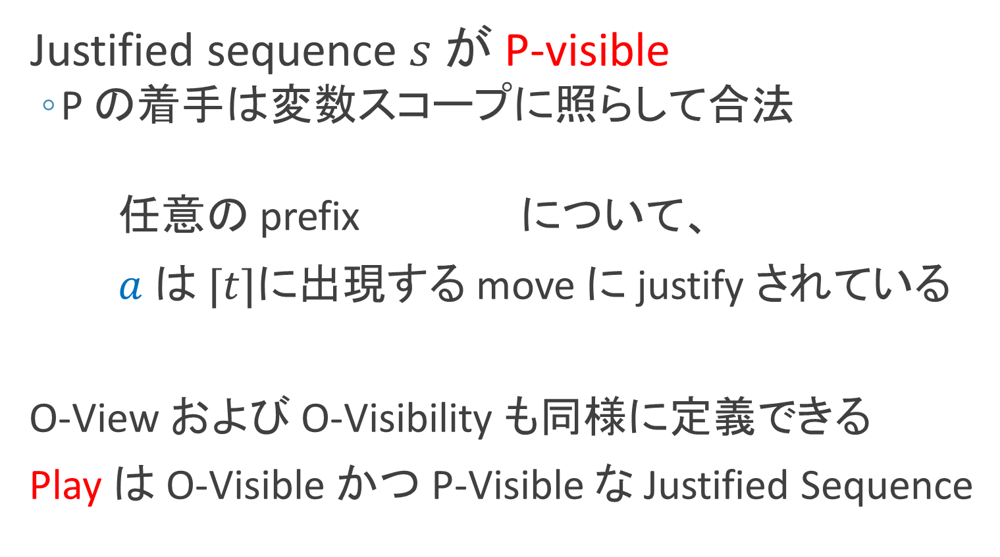 Justified sequence 𝑠 が P-visible
◦P の着手は変数スコープに照らして合法
任意の prefix について、
𝑎 は ⌈𝑡⌉に出現する move に justify されている
O-View および O-Visibility も同様に定義できる
Play は O-Visible かつ P-Visible な Justified Sequence